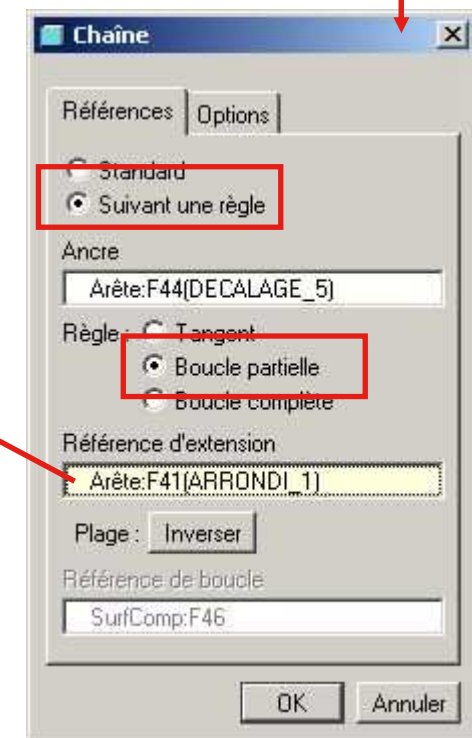 Chaîne
Références Options
Standard
Suivant une règle
Ancre
Arête:F44(DECALAGE_5)
Règle : Tangent
Boucle partielle
Boucle complète
Référence d'extension
Arête:F41(ARRONDI_1)
Plage : Inverser
Référence de boucle
SurfComp:F46
OK Annuler